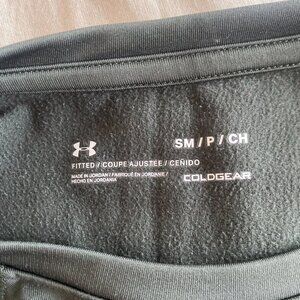 SM / P / CH
FITTED / COUPE AJUSTÉE / CEÑIDO
MADE IN JORDAN / FABRIQUÉ EN JORDANIE /
HECHO EN JORDANIA
COLDGEAR